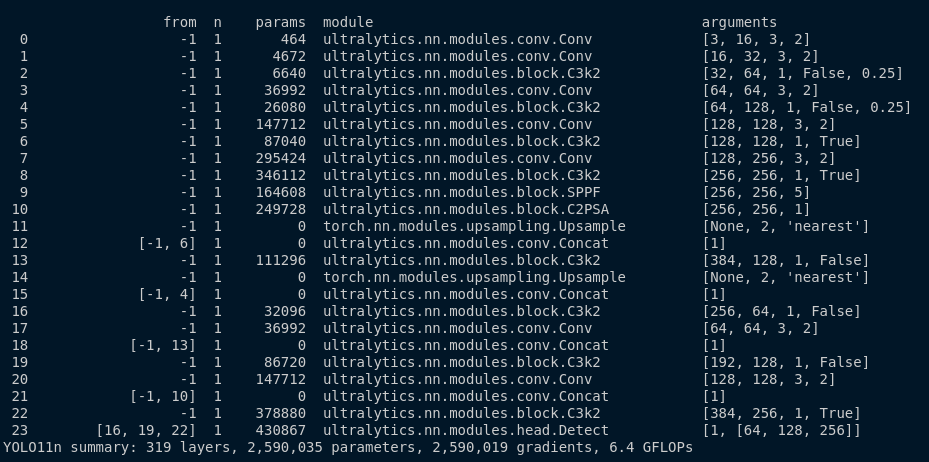 from  n    params  module                                       arguments
  0                  -1  1       464  ultralytics.nn.modules.conv.Conv             [3, 16, 3, 2]
  1                  -1  1      4672  ultralytics.nn.modules.conv.Conv             [16, 32, 3, 2]
  2                  -1  1      6640  ultralytics.nn.modules.block.C3k2            [32, 64, 1, False, 0.25]
  3                  -1  1     36992  ultralytics.nn.modules.conv.Conv             [64, 64, 3, 2]
  4                  -1  1     26080  ultralytics.nn.modules.block.C3k2            [64, 128, 1, False, 0.25]
  5                  -1  1    147712  ultralytics.nn.modules.conv.Conv             [128, 128, 3, 2]
  6                  -1  1     87040  ultralytics.nn.modules.block.C3k2            [128, 128, 1, True]
  7                  -1  1    295424  ultralytics.nn.modules.conv.Conv             [128, 256, 3, 2]
  8                  -1  1    346112  ultralytics.nn.modules.block.C3k2            [256, 256, 1, True]
  9                  -1  1    164608  ultralytics.nn.modules.block.SPPF            [256, 256, 5]
 10                  -1  1    249728  ultralytics.nn.modules.block.C2PSA           [256, 256, 1]
 11                  -1  1         0  torch.nn.modules.upsampling.Upsample         [None, 2, 'nearest']
 12             [-1, 6]  1         0  ultralytics.nn.modules.conv.Concat           [1]
 13                  -1  1    111296  ultralytics.nn.modules.block.C3k2            [384, 128, 1, False]
 14                  -1  1         0  torch.nn.modules.upsampling.Upsample         [None, 2, 'nearest']
 15             [-1, 4]  1         0  ultralytics.nn.modules.conv.Concat           [1]
 16                  -1  1     32096  ultralytics.nn.modules.block.C3k2            [256, 64, 1, False]
 17                  -1  1     36992  ultralytics.nn.modules.conv.Conv             [64, 64, 3, 2]
 18            [-1, 13]  1         0  ultralytics.nn.modules.conv.Concat           [1]
 19                  -1  1     86720  ultralytics.nn.modules.block.C3k2            [192, 128, 1, False]
 20                  -1  1    147712  ultralytics.nn.modules.conv.Conv             [128, 128, 3, 2]
 21            [-1, 10]  1         0  ultralytics.nn.modules.conv.Concat           [1]
 22                  -1  1    378880  ultralytics.nn.modules.block.C3k2            [384, 256, 1, True]
 23        [16, 19, 22]  1    430867  ultralytics.nn.modules.head.Detect           [1, [64, 128, 256]]
YOLO11n summary: 319 layers, 2,590,035 parameters, 2,590,019 gradients, 6.4 GFLOPs